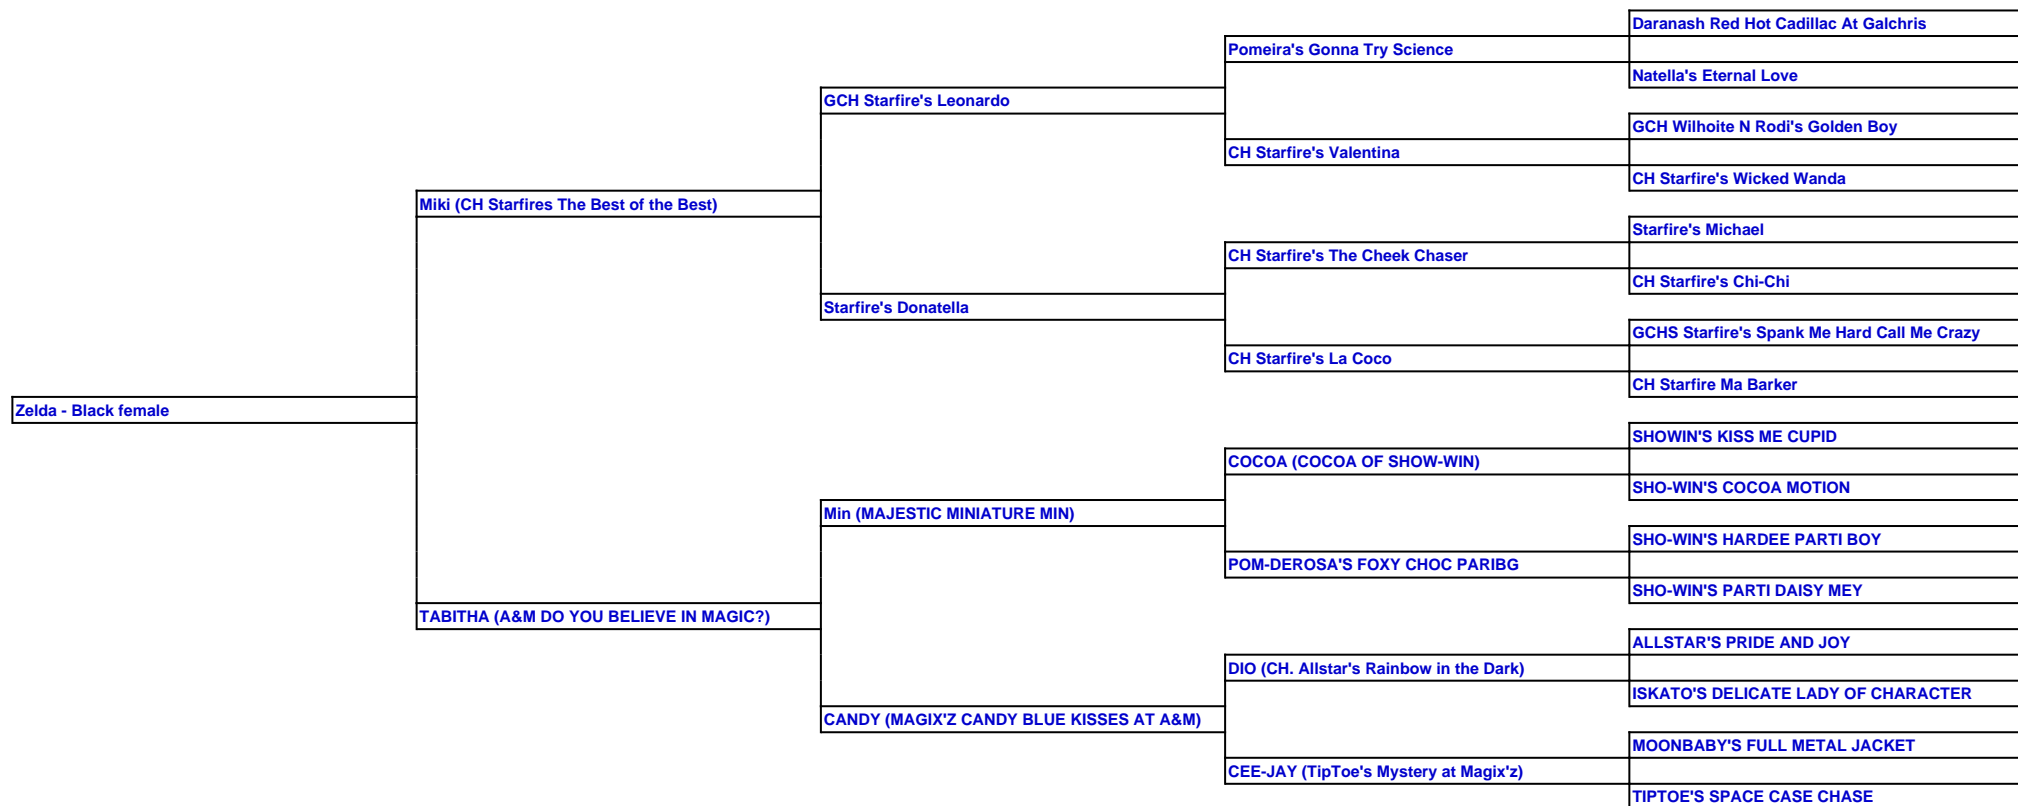 Daranash Red Hot Cadillac At Galchris
Pomeira's Gonna Try Science
Natella's Eternal Love
GCH Starfire's Leonardo
GCH Wilhoite N Rodi's Golden Boy
CH Starfire's Valentina
CH Starfire's Wicked Wanda
Miki (CH Starfires The Best of the Best)
Starfire's Michael
CH Starfire's The Cheek Chaser
CH Starfire's Chi-Chi
Starfire's Donatella
GCHS Starfire's Spank Me Hard Call Me Crazy
CH Starfire's La Coco
CH Starfire Ma Barker
Zelda - Black female
SHOWIN'S KISS ME CUPID
COCOA (COCOA OF SHOW-WIN)
SHO-WIN'S COCOA MOTION
Min (MAJESTIC MINIATURE MIN)
SHO-WIN'S HARDEE PARTI BOY
POM-DEROSA'S FOXY CHOC PARIBG
SHO-WIN'S PARTI DAISY MEY
TABITHA (A&M DO YOU BELIEVE IN MAGIC?)
ALLSTAR'S PRIDE AND JOY
DIO (CH. Allstar's Rainbow in the Dark)
ISKATO'S DELICATE LADY OF CHARACTER
CANDY (MAGIX'Z CANDY BLUE KISSES AT A&M)
MOONBABY'S FULL METAL JACKET
CEE-JAY (TipToe's Mystery at Magix'z)
TIPTOE'S SPACE CASE CHASE